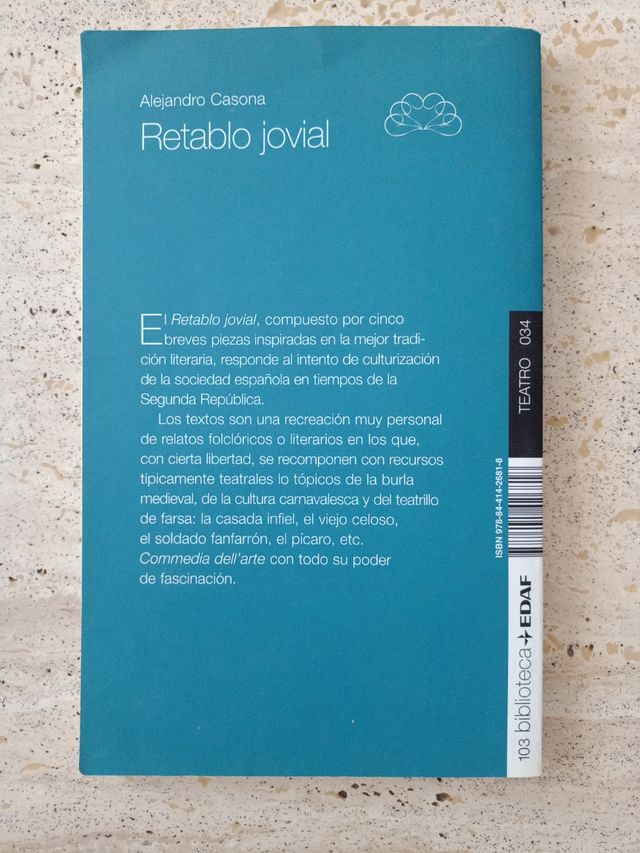 Alejandro Casona
Retablo jovial
El Retablo jovial, compuesto por cinco
breves piezas inspiradas en la mejor tradi-
ción literaria, responde al intento de culturización
de la sociedad española en tiempos de la
Segunda República.
Los textos son una recreación muy personal
de relatos folclóricos o literarios en los que,
con cierta libertad, se recomponen con recursos
típicamente teatrales lo tópicos de la burla
medieval, de la cultura carnavalesca y del teatrillo
de farsa: la casada infiel, el viejo celoso,
el soldado fanfarrón, el pícaro, etc.
Commedia dell'arte con todo su poder
de fascinación.
TEATRO 034
ISBN 978-84-414-2681-8
103 biblioteca EDAF